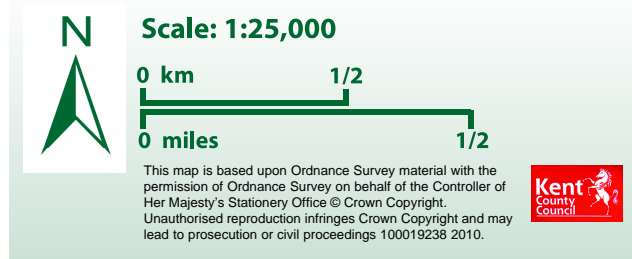 N
Scale: 1:25,000
0 km 1/2
0 miles 1/2
This map is based upon Ordnance Survey material with the
permission of Ordnance Survey on behalf of the Controller of
Her Majesty's Stationery Office © Crown Copyright.
Unauthorised reproduction infringes Crown Copyright and may
lead to prosecution or civil proceedings 100019238 2010.
Kent
County
Council